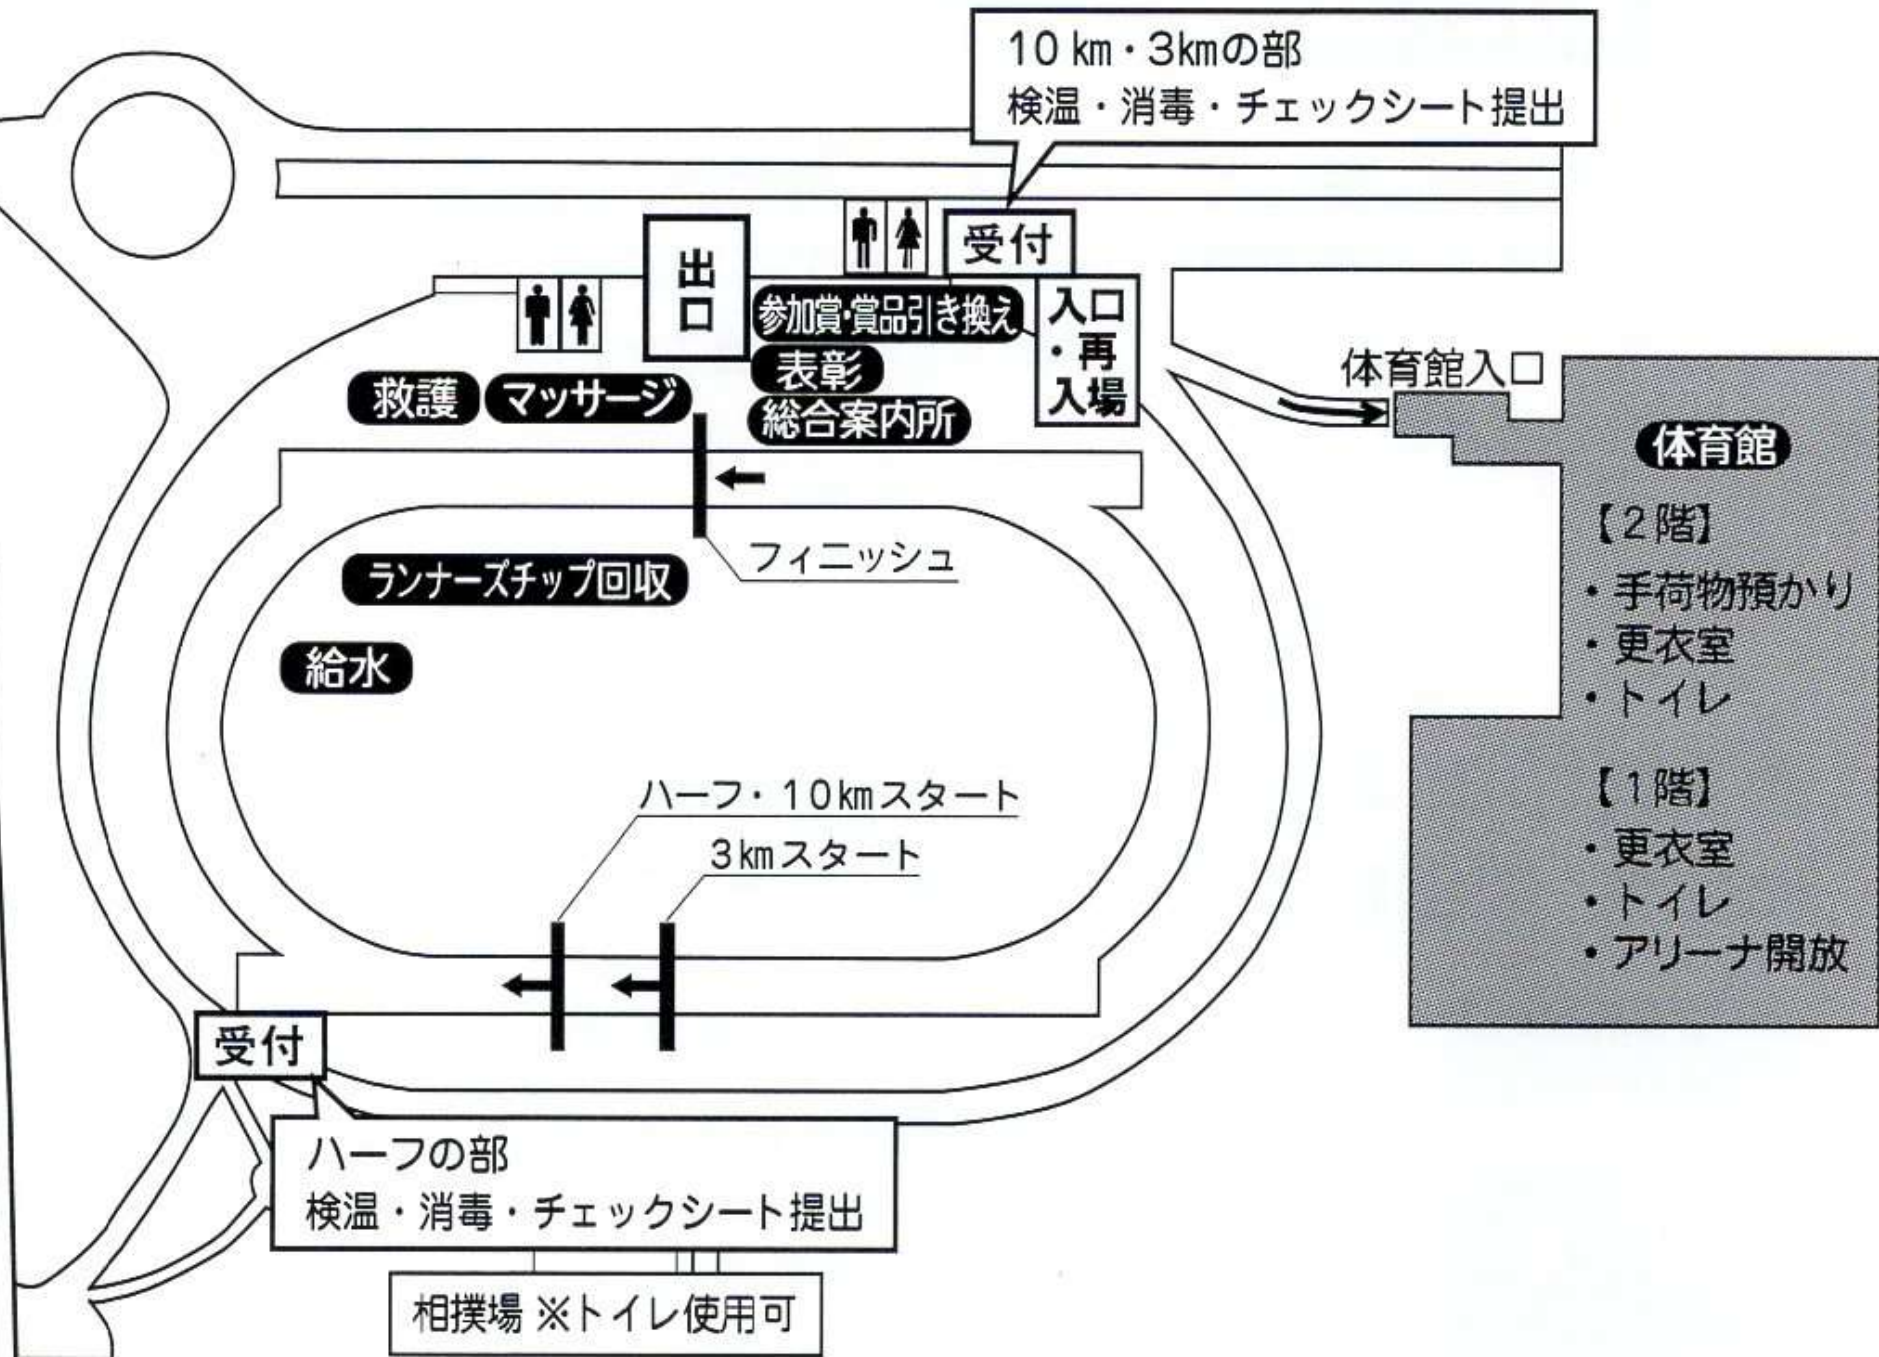 10 km・3kmの部
検温・消毒・チェックシート提出
受付
出口
参加賞・賞品引き換え
入口
・再
入場
表彰
総合案内所
救護
マッサージ
体育館入口
体育館
フィニッシュ
ランナーズチップ回収
給水
【2階】
・手荷物預かり
・更衣室
・トイレ
【1階】
・更衣室
・トイレ
・アリーナ開放
ハーフ・10kmスタート
3kmスタート
受付
ハーフの部
検温・消毒・チェックシート提出
相撲場 ※トイレ使用可